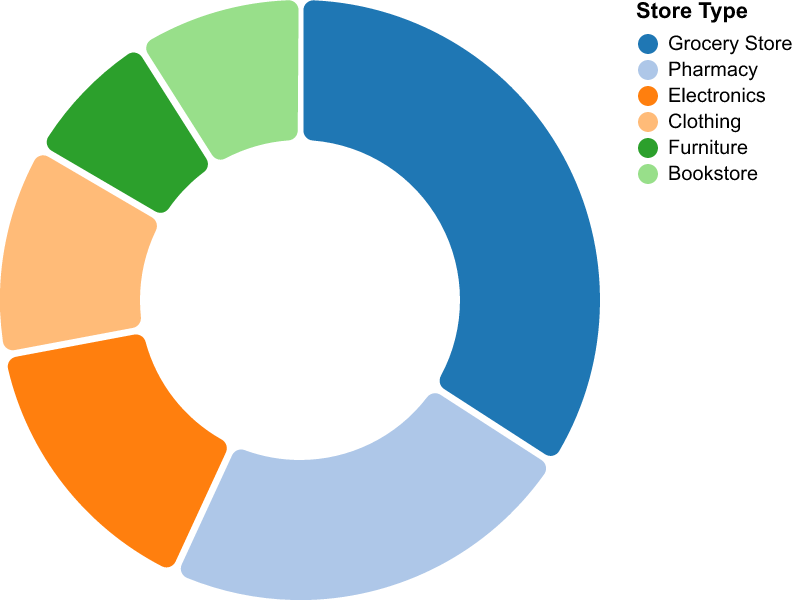 Store Type
Grocery Store
Pharmacy
Electronics
Clothing
Furniture
Bookstore